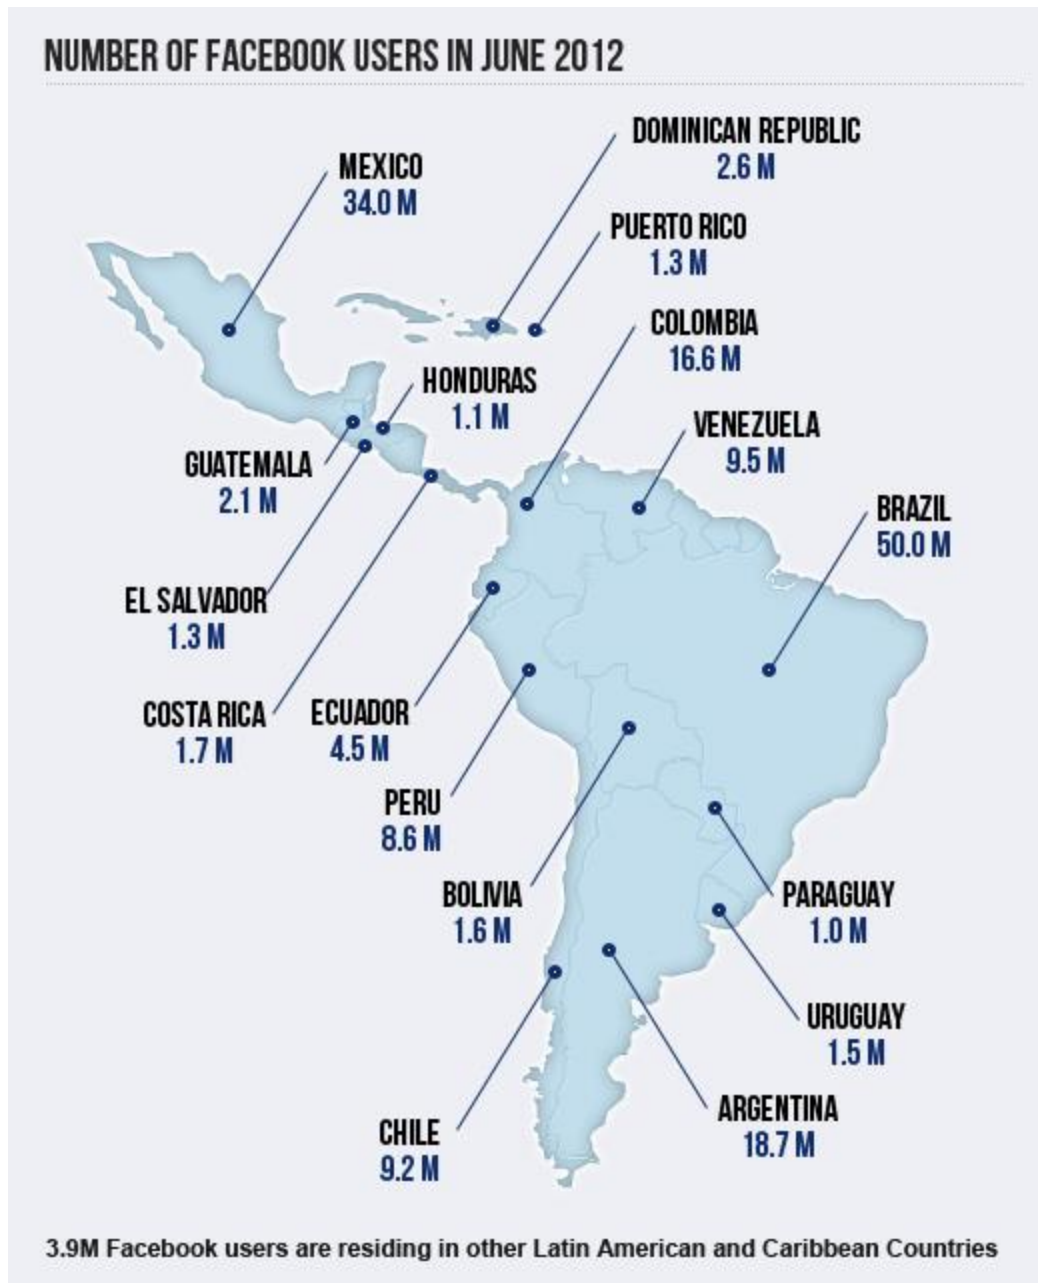 NUMBER OF FACEBOOK USERS IN JUNE 2012
DOMINICAN REPUBLIC
2.6 M
MEXICO
34.0 M
PUERTO RICO
1.3 M
COLOMBIA
16.6 M
HONDURAS
1.1 M
VENEZUELA
9.5 M
GUATEMALA
2.1 M
BRAZIL
50.0 M
EL SALVADOR
1.3 M
COSTA RICA
1.7 M
ECUADOR
4.5 M
PERU
8.6 M
BOLIVIA
1.6 M
PARAGUAY
1.0 M
URUGUAY
1.5 M
ARGENTINA
18.7 M
CHILE
9.2 M
3.9M Facebook users are residing in other Latin American and Caribbean Countries